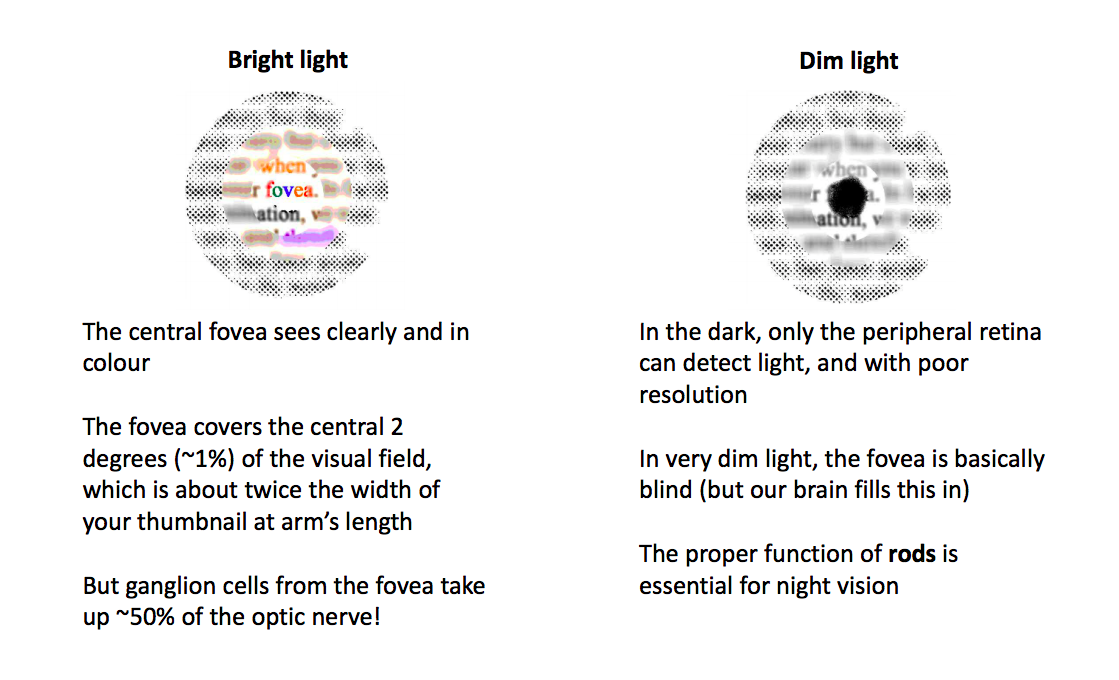 Bright light
when
r fovea.
ation,
The central fovea sees clearly and in
colour
The fovea covers the central 2
degrees (~1%) of the visual field,
which is about twice the width of
your thumbnail at arm’s length
But ganglion cells from the fovea take
up ~50% of the optic nerve!
Dim light
when
r
a.
ation,
In the dark, only the peripheral retina
can detect light, and with poor
resolution
In very dim light, the fovea is basically
blind (but our brain fills this in)
The proper function of rods is
essential for night vision